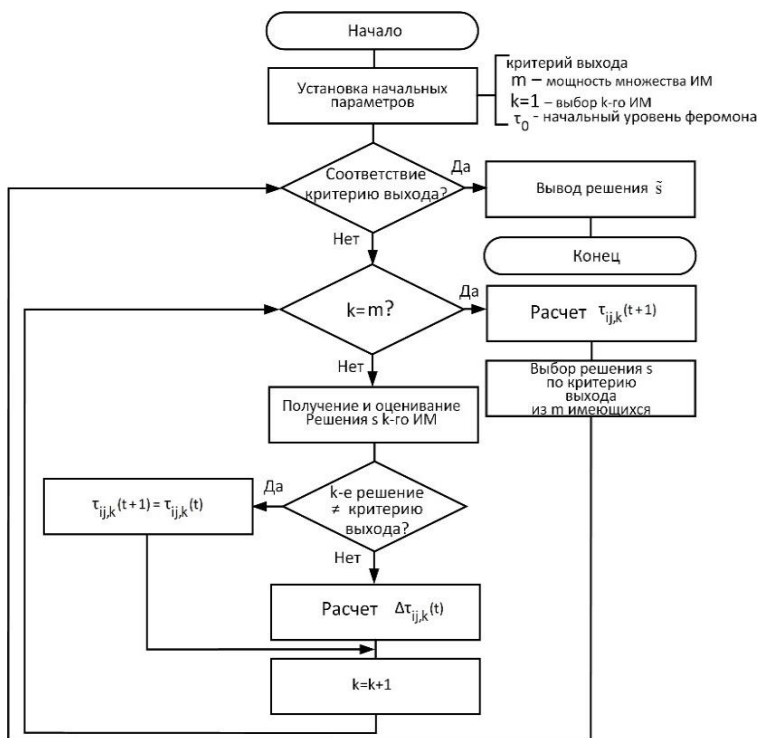 Начало
Установка начальных
параметров
критерий выхода
m – мощность множества ИМ
k=1 – выбор k-го ИМ
τ₀ - начальный уровень феромона
Соответствие
критерию выхода?
Да
Вывод решения s̃
Нет
Конец
k=m?
Да
Расчет τij,k(t+1)
Нет
Выбор решения s
по критерию
выхода
из m имеющихся
Получение и оценивание
Решения s k-го ИМ
k-е решение
≠ критерию
выхода?
Да
τij,k(t+1) = τij,k(t)
Нет
Расчет Δτij,k(t)
k=k+1